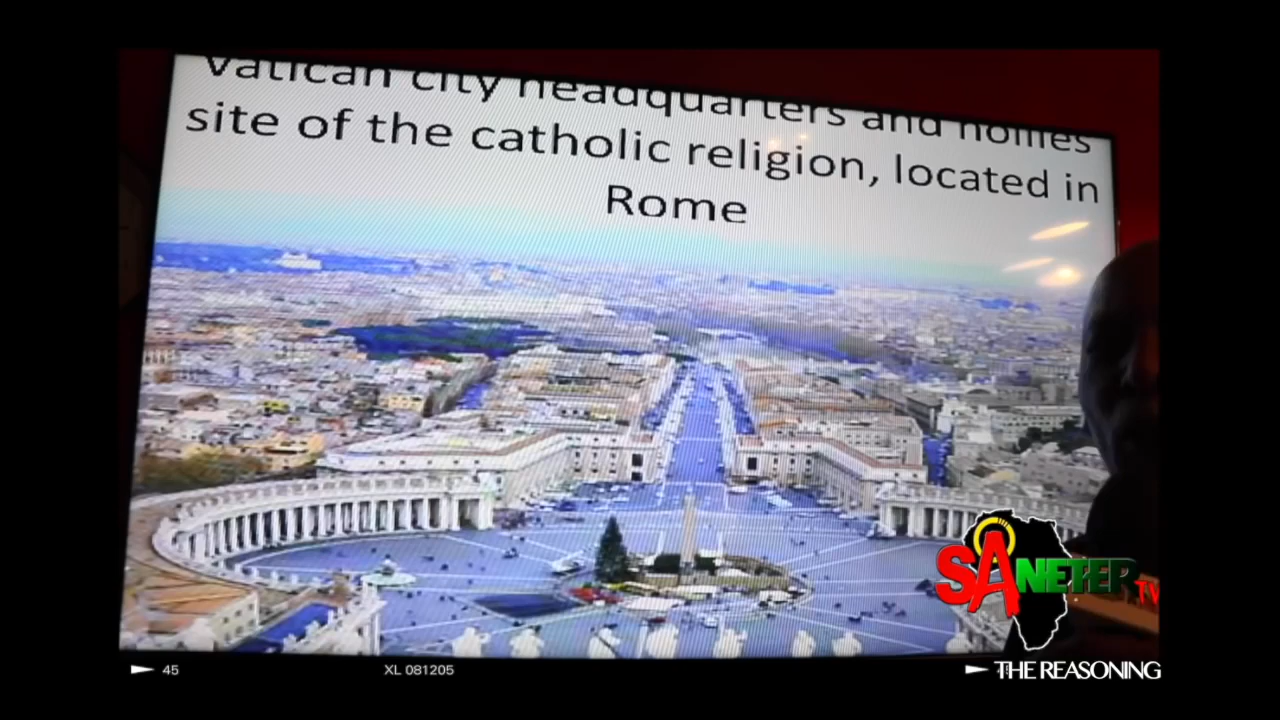 Vatican city headquarters and homes
site of the catholic religion, located in
Rome
SANETER TV
45
XL 081205
THE REASONING